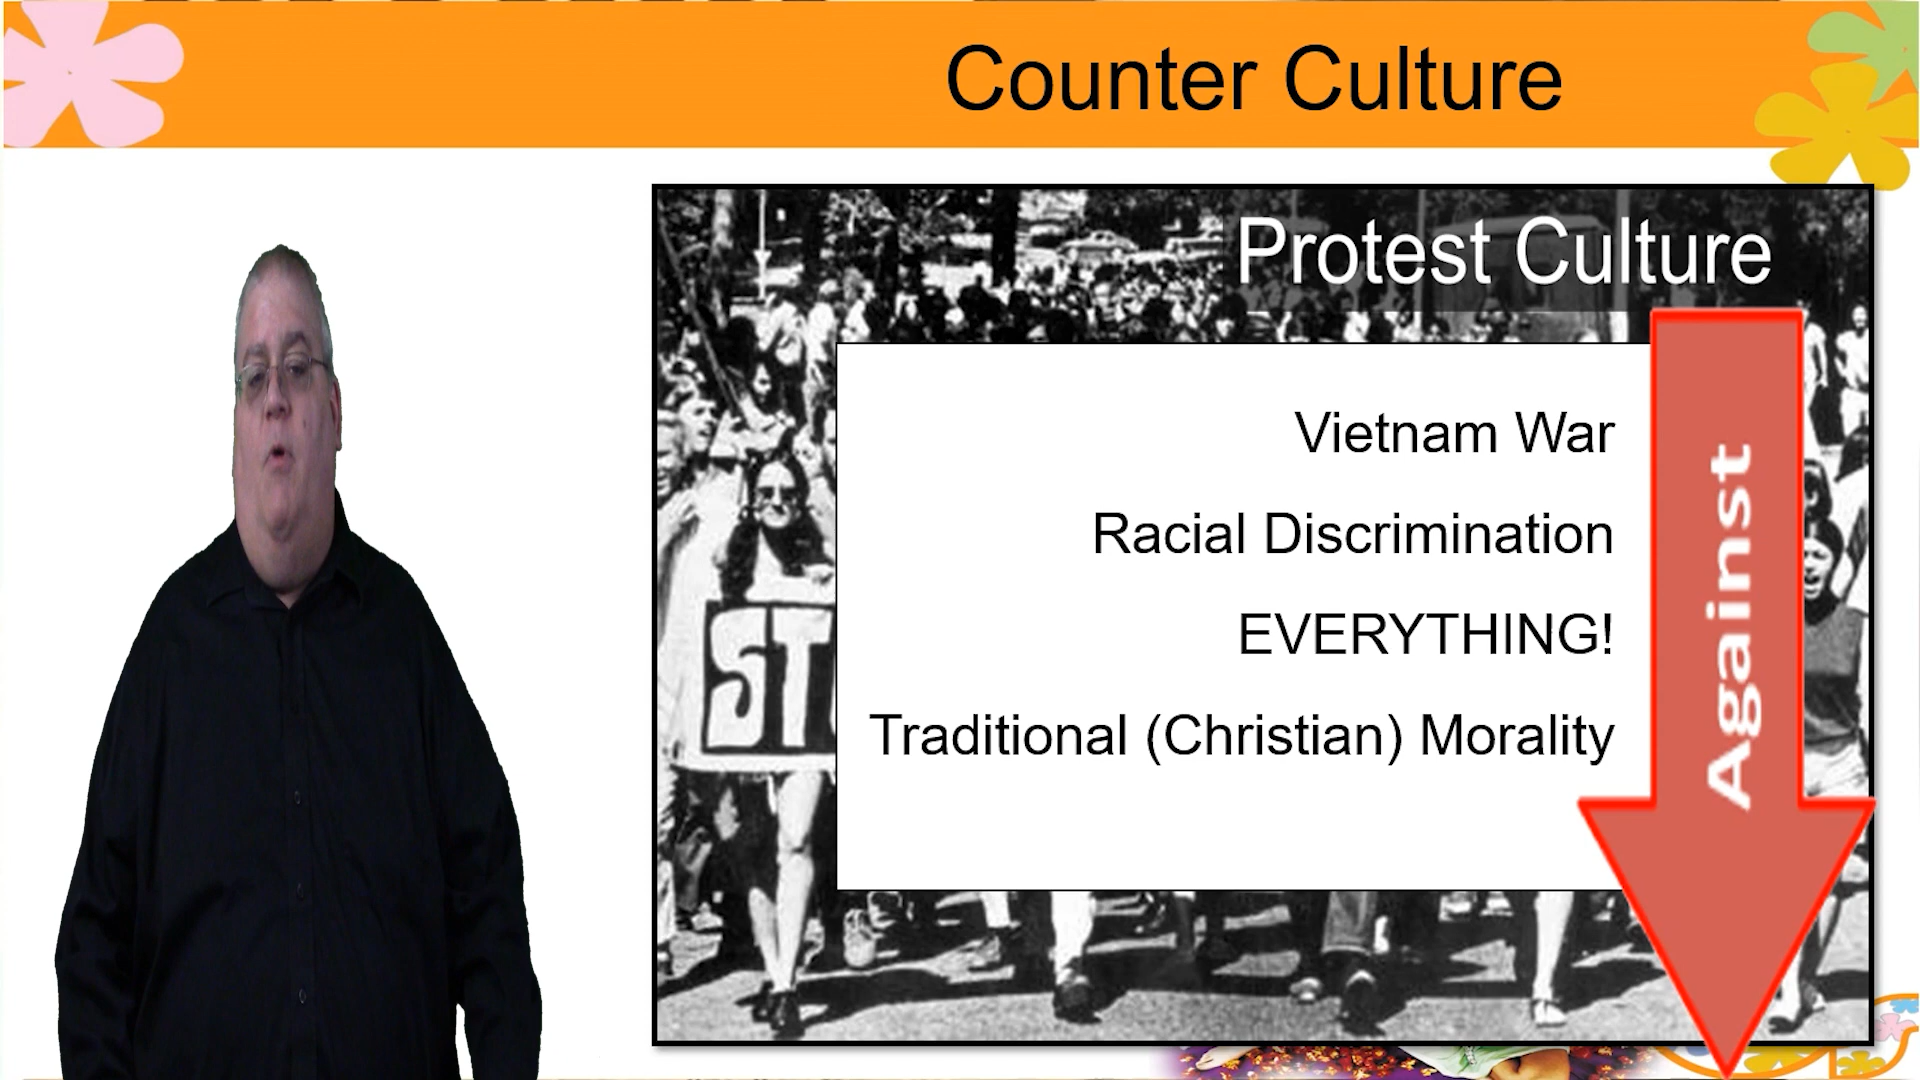 Counter Culture
Protest Culture
Vietnam War
Racial Discrimination
EVERYTHING!
Traditional (Christian) Morality
Against